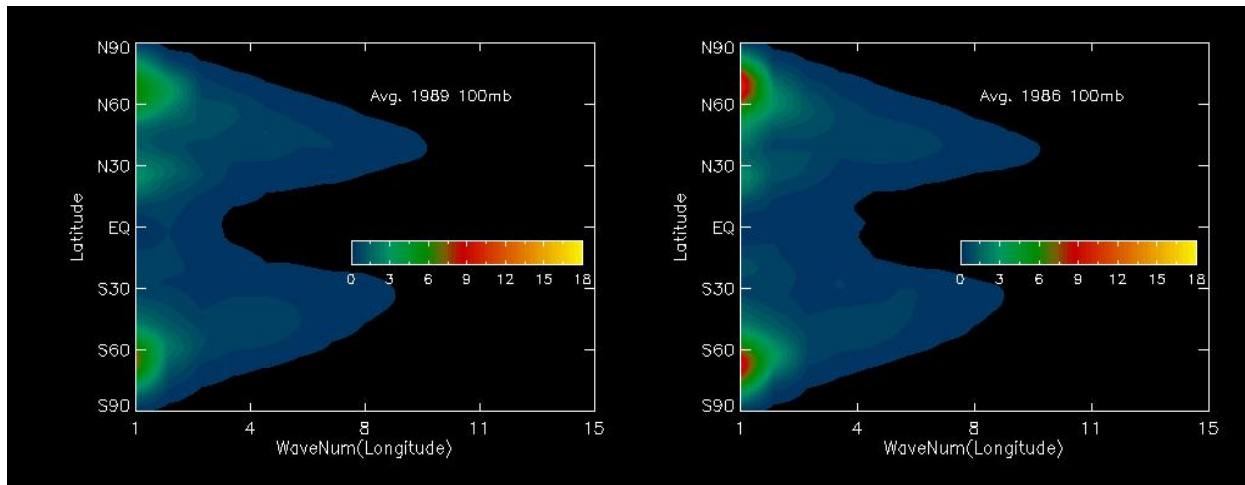 N90
N60
N30
EQ
S30
S60
S90
Latitude
Avg. 1989 100mb
0 3 6 9 12 15 18
1 4 8 11 15
WaveNum(Longitude)
N90
N60
N30
EQ
S30
S60
S90
Latitude
Avg. 1986 100mb
0 3 6 9 12 15 18
1 4 8 11 15
WaveNum(Longitude)